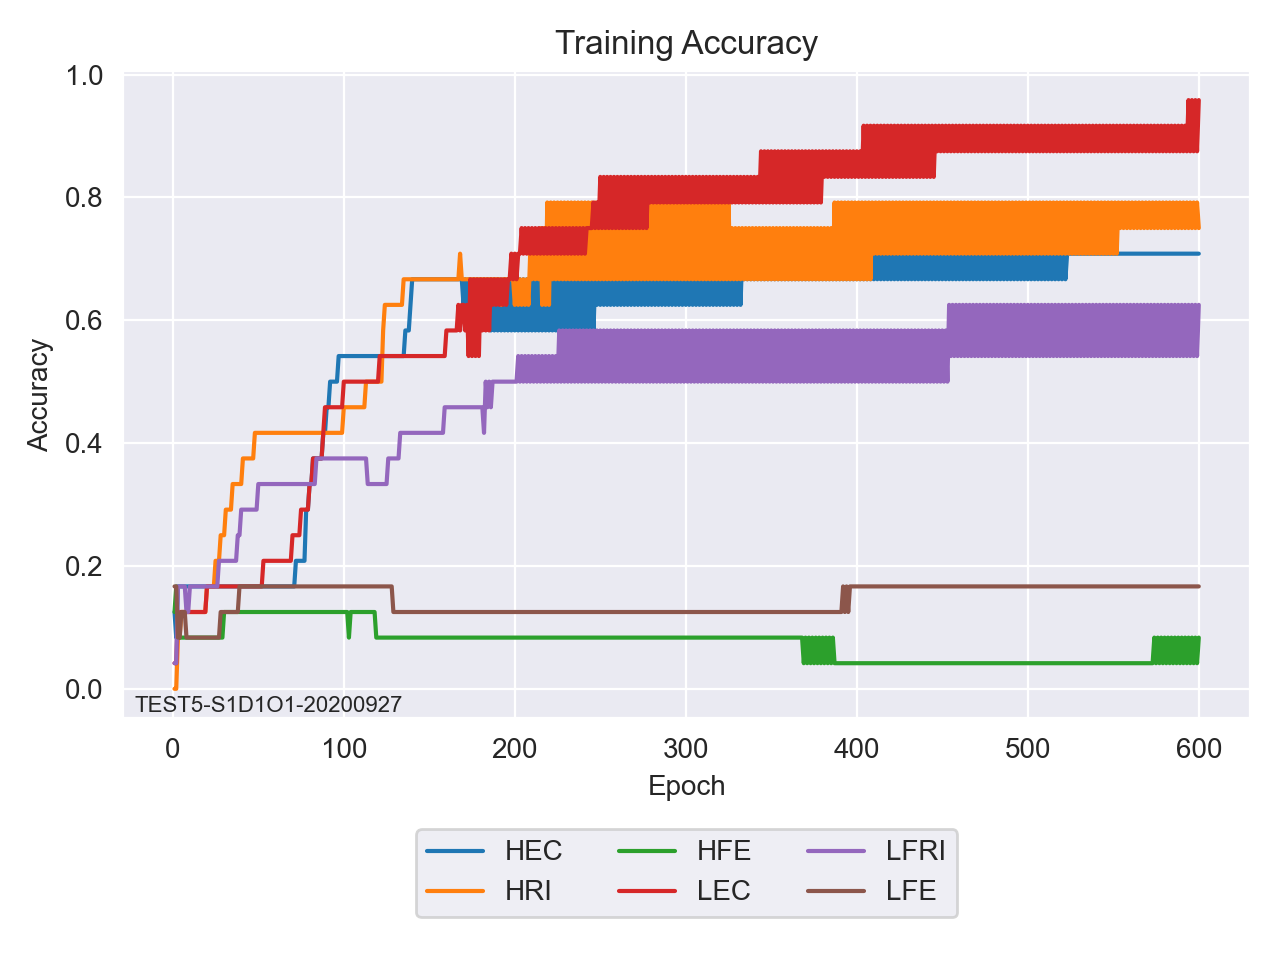 Training Accuracy
1.0
0.8
0.6
0.4
0.2
0.0
Accuracy
TEST5-S1D1O1-20200927
0 100 200 300 400 500 600
Epoch
HEC HFE LFRI
HRI LEC LFE